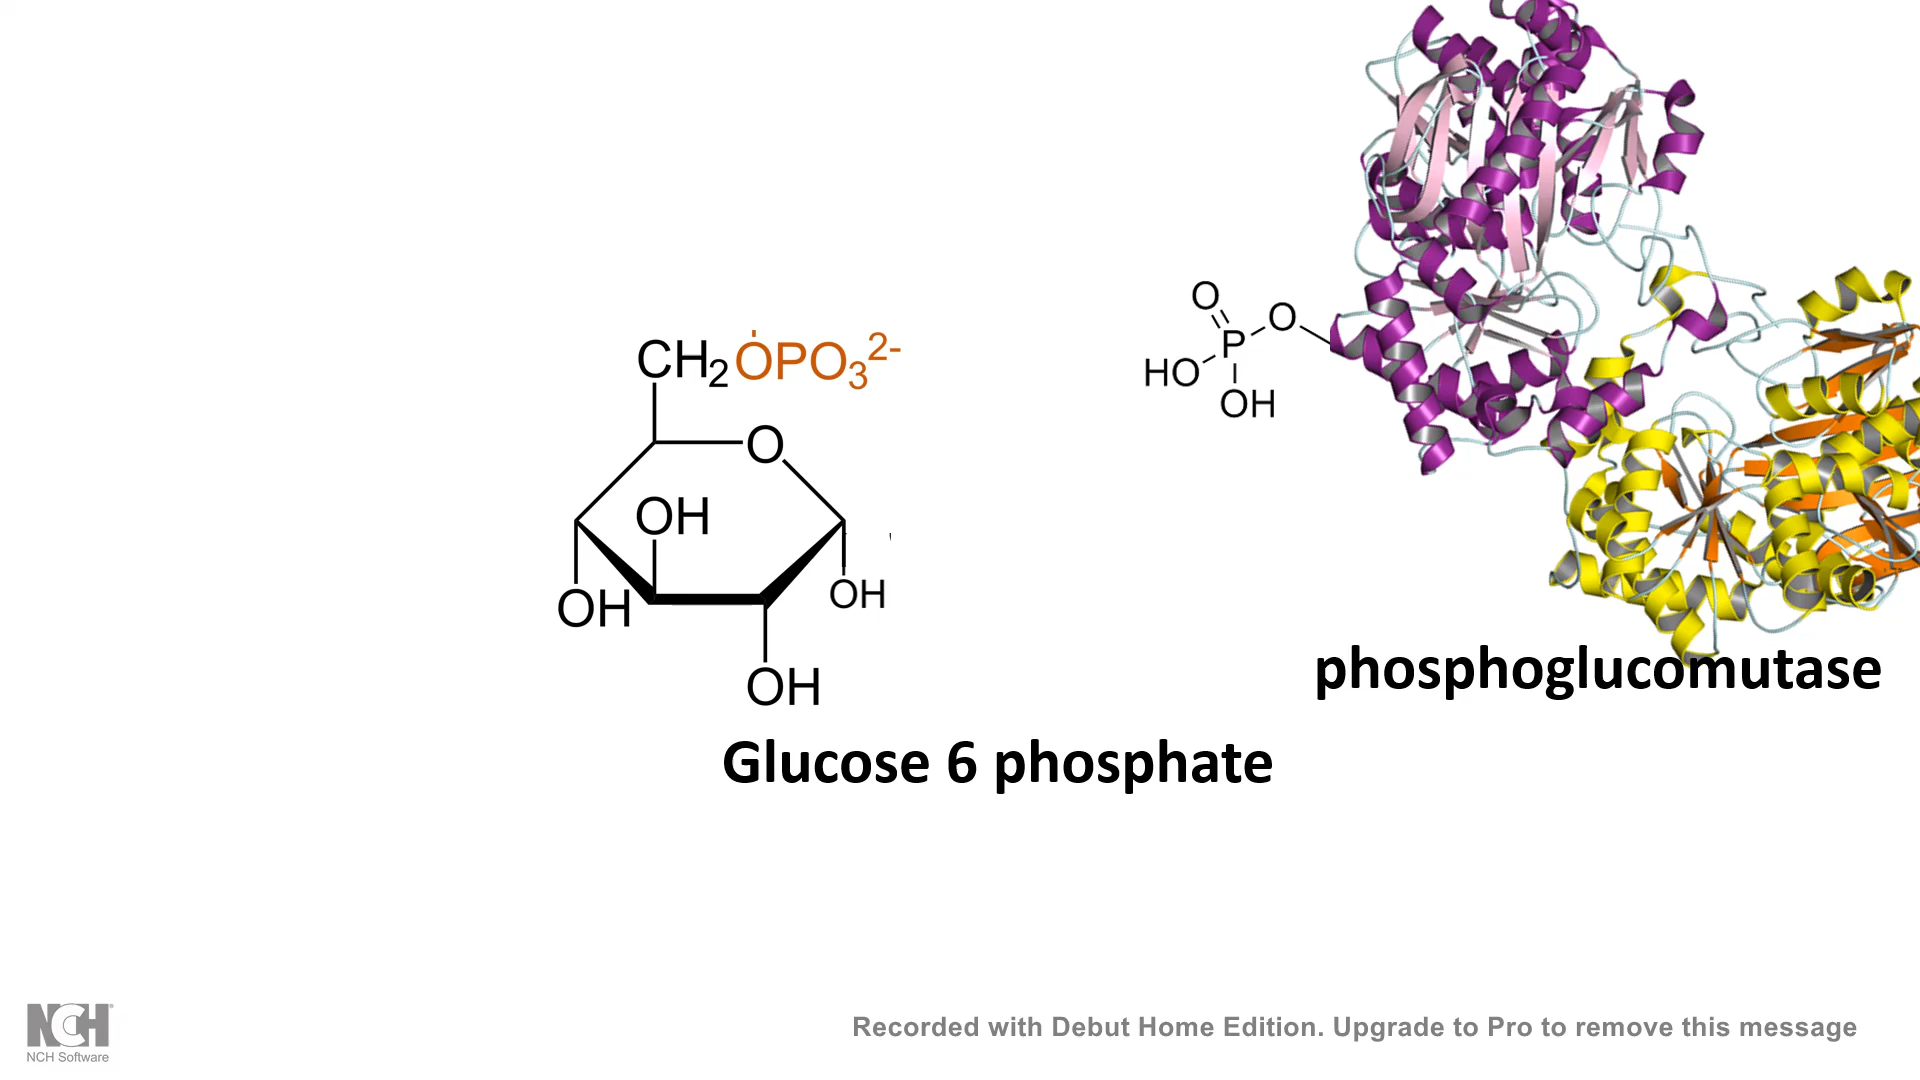 CH2OPO3 2-
O
OH
OH
OH
OH
O
P
O
HO
OH
phosphoglucomutase
Glucose 6 phosphate
NCH
NCH Software
Recorded with Debut Home Edition. Upgrade to Pro to remove this message